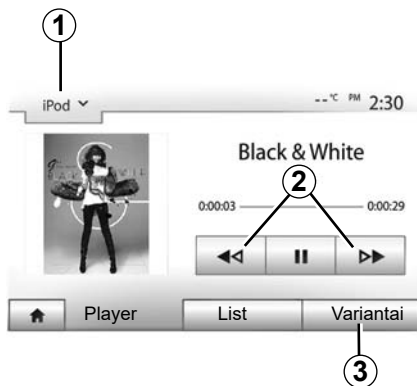 1
iPod
--°C PM 2:30
Black & White
2
0:00:03 0:00:29
Player List Variantai
3